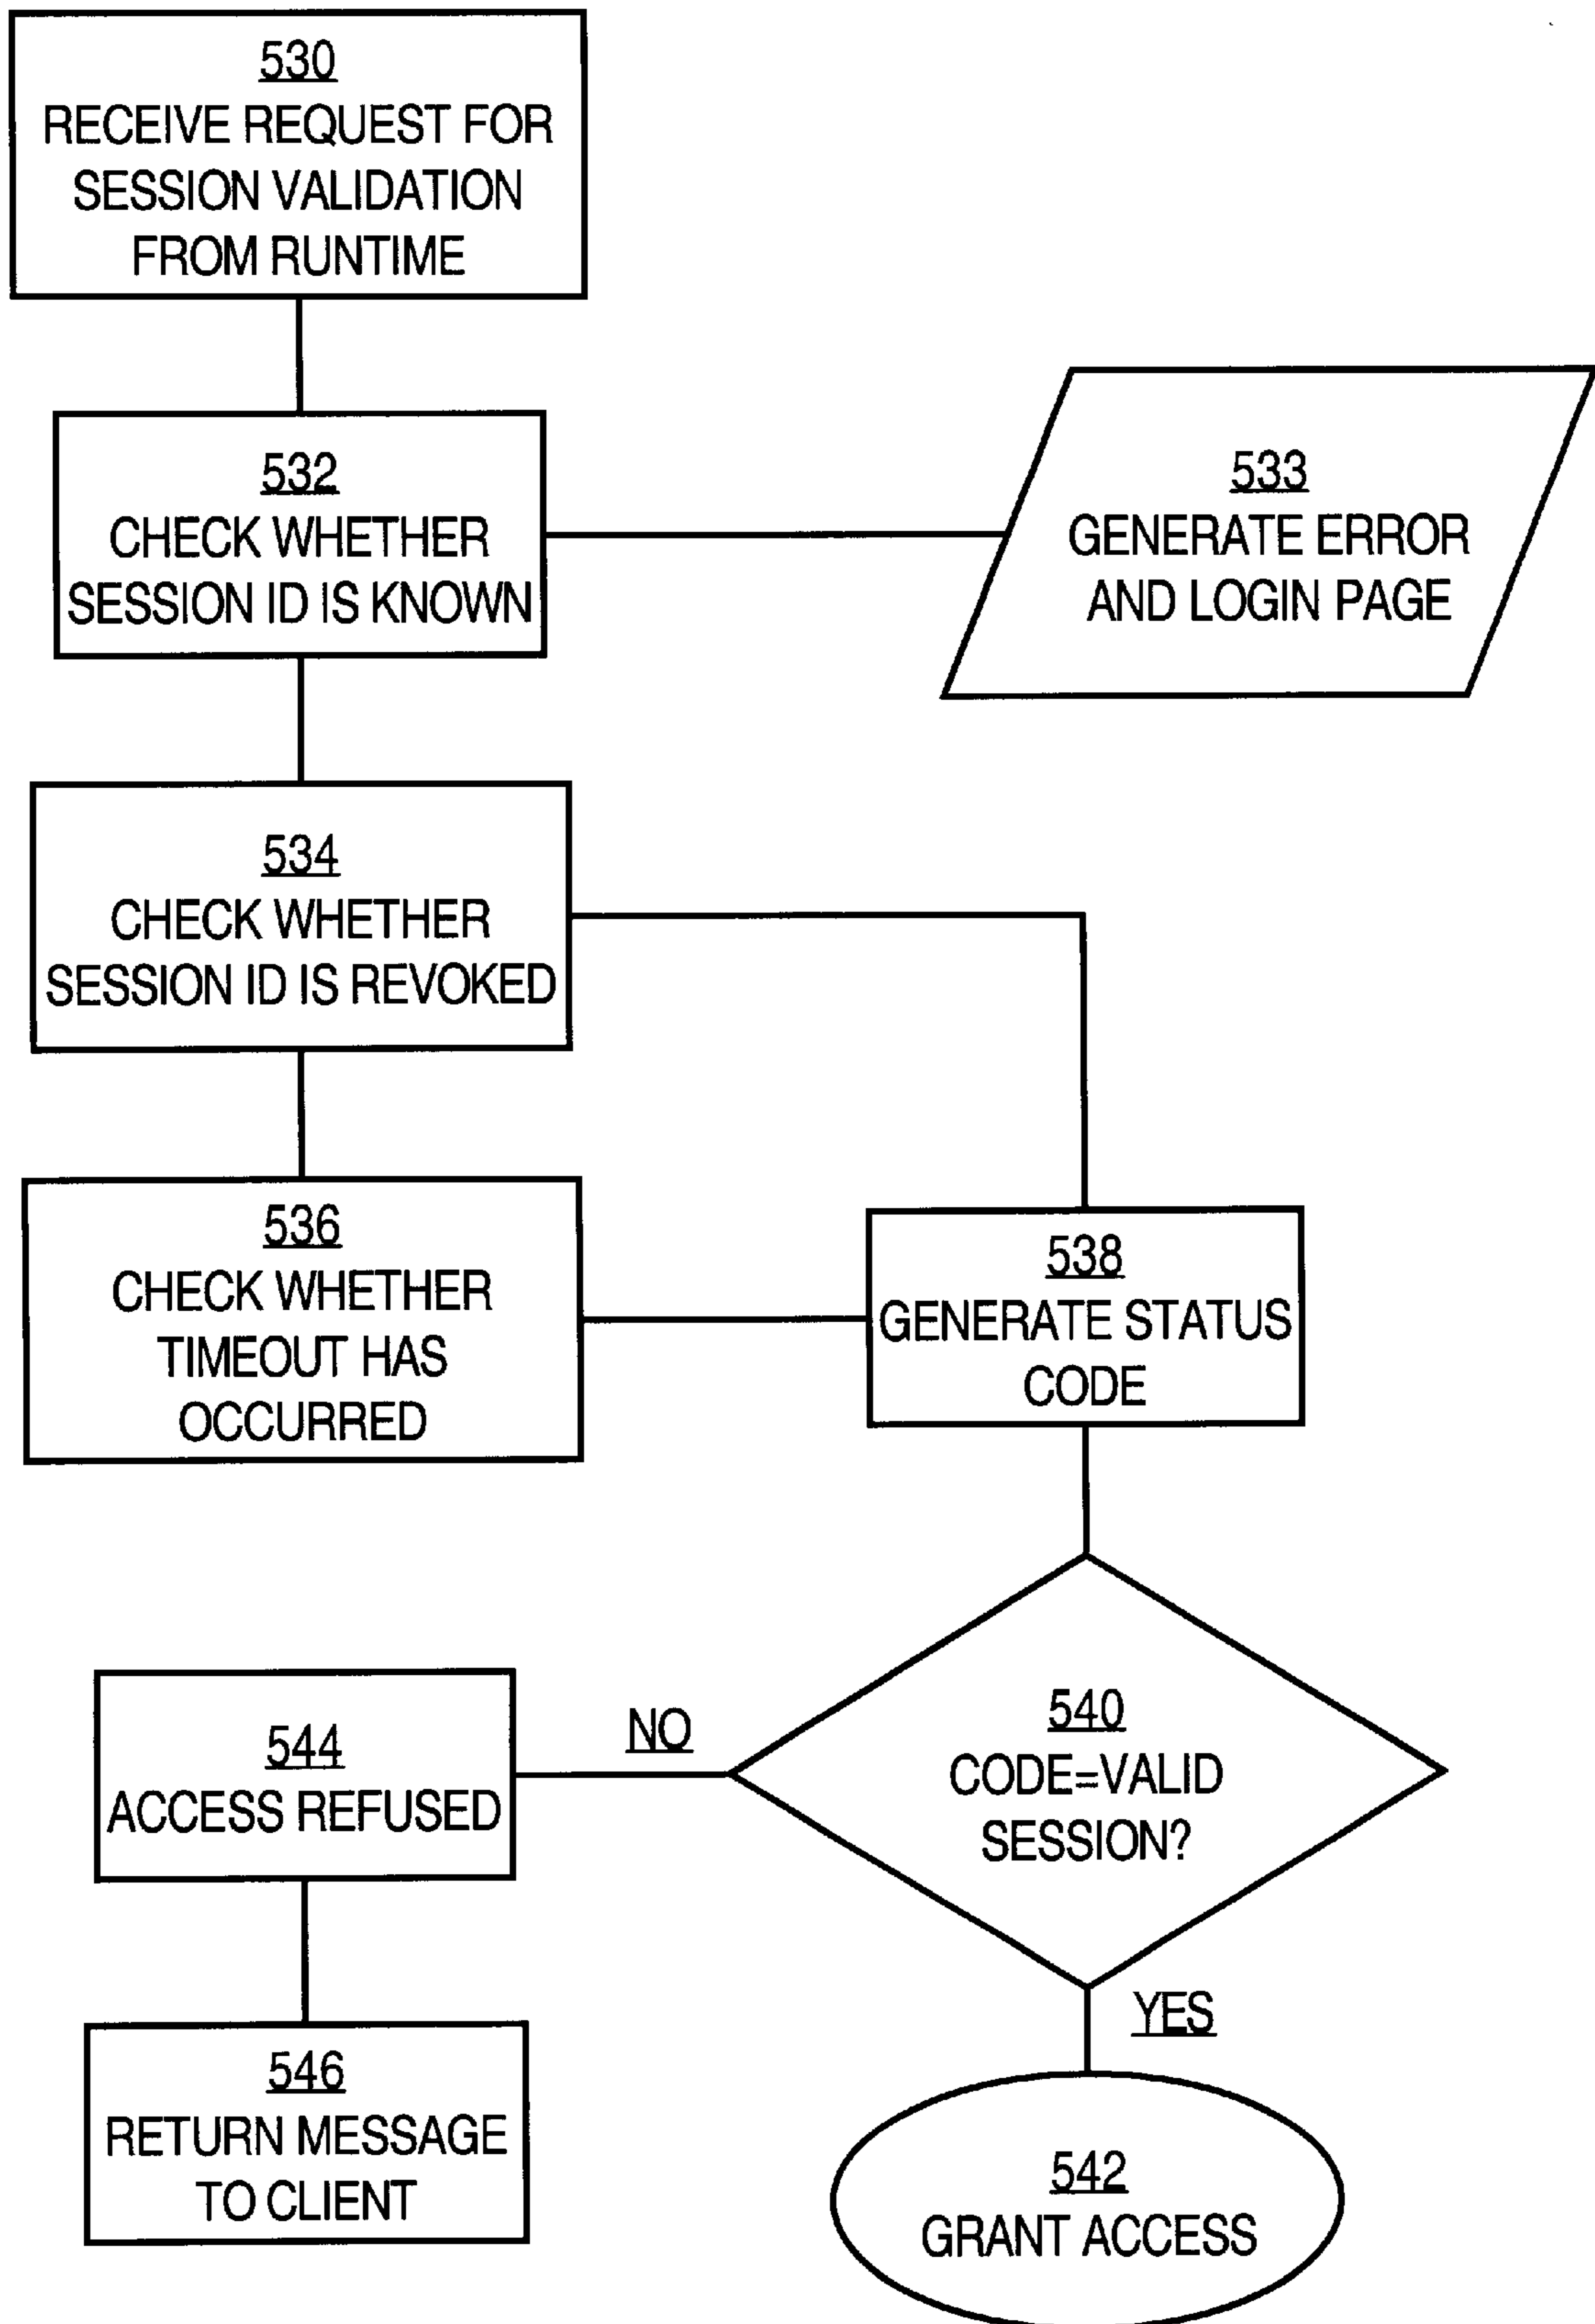 530
RECEIVE REQUEST FOR
SESSION VALIDATION
FROM RUNTIME
532
CHECK WHETHER
SESSION ID IS KNOWN
533
GENERATE ERROR
AND LOGIN PAGE
534
CHECK WHETHER
SESSION ID IS REVOKED
536
CHECK WHETHER
TIMEOUT HAS
OCCURRED
538
GENERATE STATUS
CODE
540
CODE=VALID
SESSION?
NO
544
ACCESS REFUSED
546
RETURN MESSAGE
TO CLIENT
YES
542
GRANT ACCESS